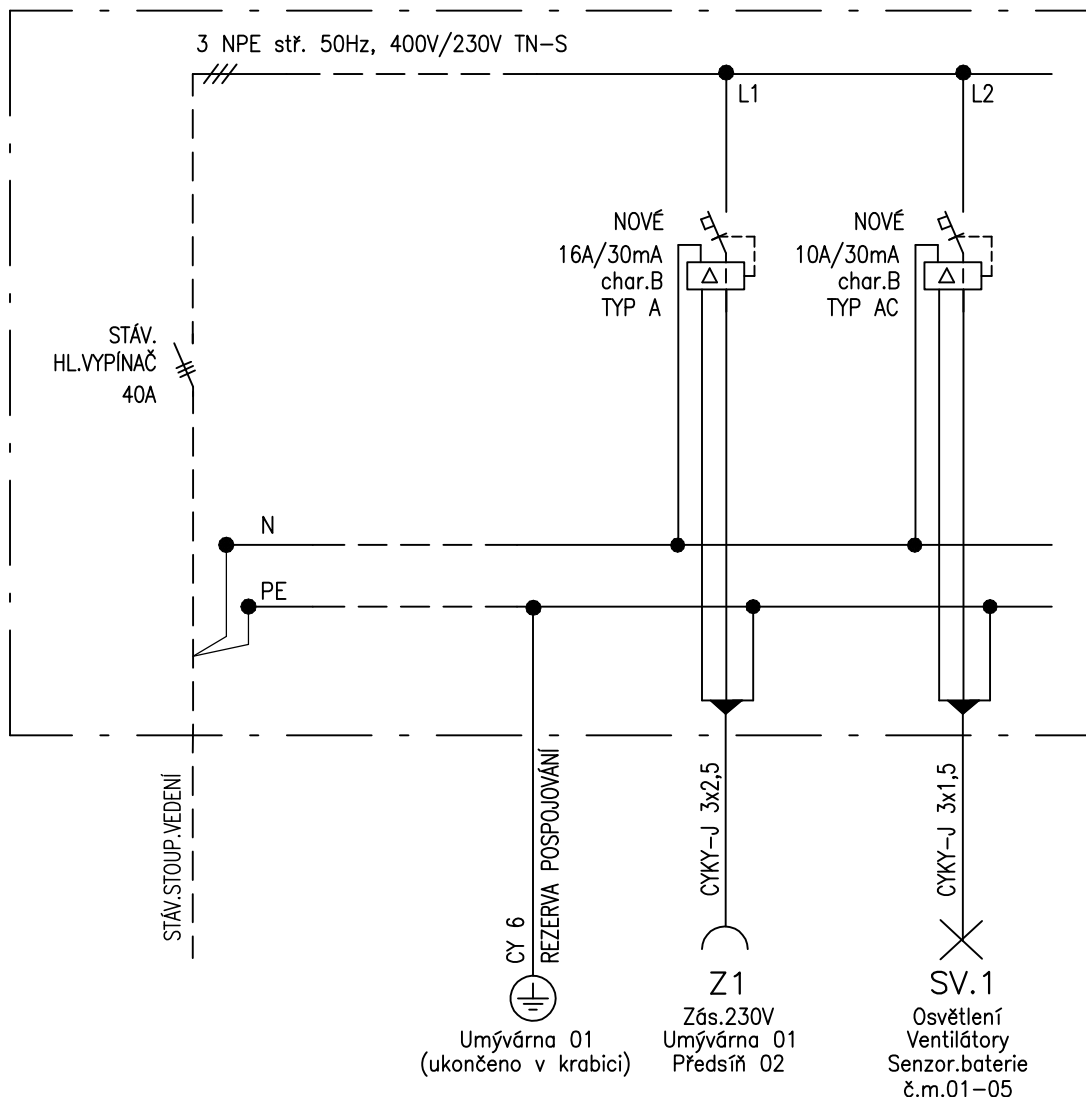 3 NPE stř. 50Hz, 400V/230V TN-S
L1
L2
NOVÉ
16A/30mA
char.B
TYP A
NOVÉ
10A/30mA
char.B
TYP AC
STÁV.
HL.VYPÍNAČ
40A
N
PE
STÁV.STOUP.VEDENÍ
CY 6
REZERVA POSPOJOVÁNÍ
CYKY-J 3x2,5
CYKY-J 3x1,5
Umývárna 01
(ukončeno v krabici)
Z1
Zás.230V
Umývárna 01
Předsíň 02
SV.1
Osvětlení
Ventilátory
Senzor.baterie
č.m.01-05